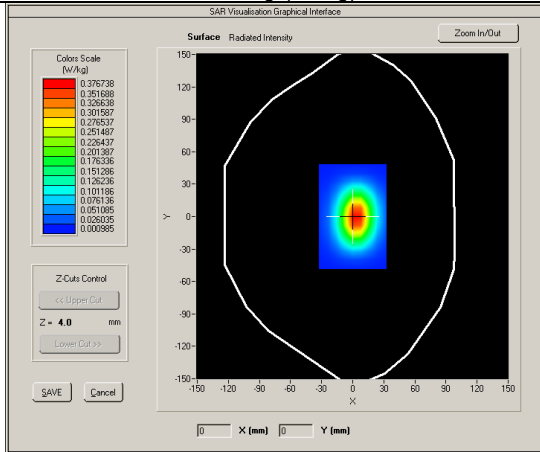 SAR Visualisation Graphical Interface
Surface Radiated Intensity
Zoom In/Out
Colors Scale
(W/kg)
0.376738
0.351688
0.326638
0.301587
0.276537
0.251487
0.226437
0.201387
0.176336
0.151286
0.126236
0.101186
0.076136
0.051085
0.026035
0.000985
Z-Cuts Control
<< Upper Cut
Z = 4.0 mm
Lower Cut >>
SAVE Cancel
150
120
90
60
30
0
-30
-60
-90
-120
-150
Y
-150 -120 -90 -60 -30 0 30 60 90 120 150
X
0 X (mm) 0 Y (mm)